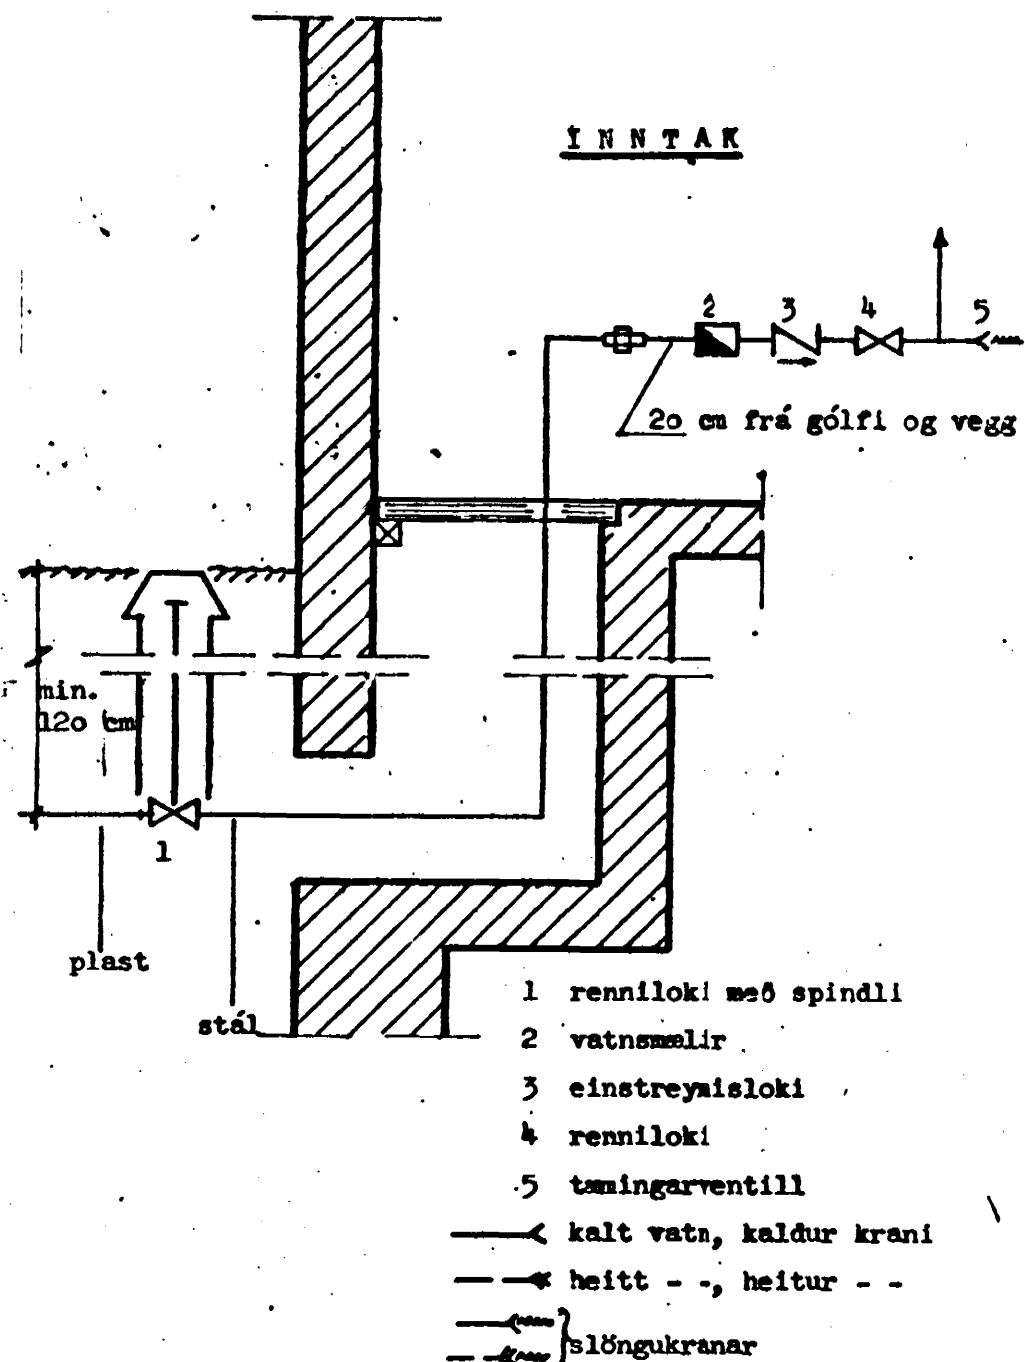 INNTAK
2 3 4 5
2o cm frá gólfi og vegg
min.
12o cm
1
plast
stál
1 renniloki með spindli
2 vatnsmælir
3 einstreymisloki
4 renniloki
5 tæmingarventill
kalt vatn, kaldur krani
heitt - -, heitur - -
slöngukranar